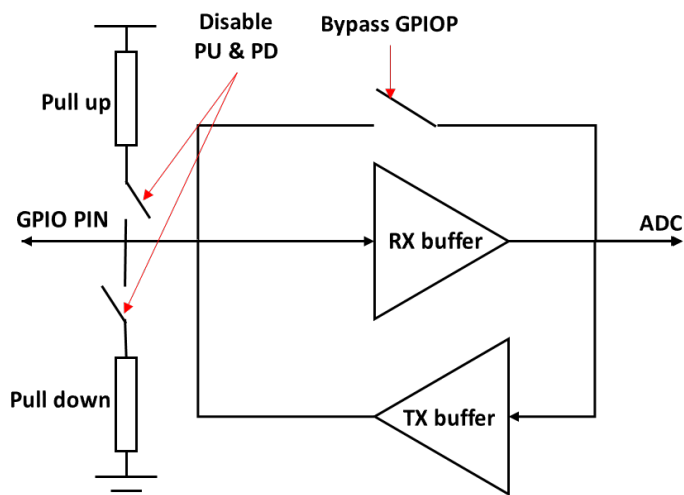 Disable
PU & PD
Bypass GPIOP
Pull up
GPIO PIN
ADC
RX buffer
Pull down
TX buffer